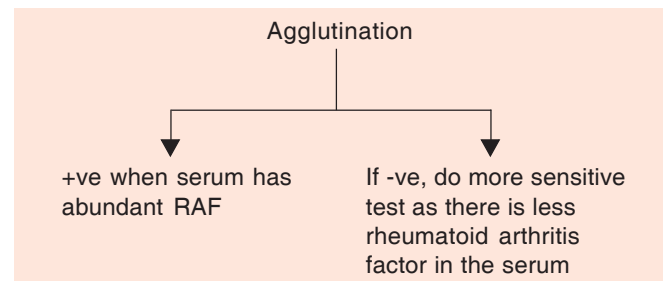 Agglutination
+ve when serum has
abundant RAF
If -ve, do more sensitive
test as there is less
rheumatoid arthritis
factor in the serum